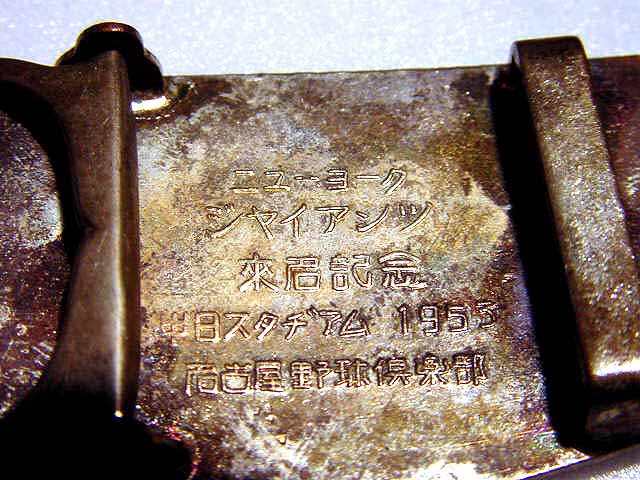 ニューヨーク
ジャイアンツ
來名記念
中日スタヂアム 1953
名古屋野球倶楽部